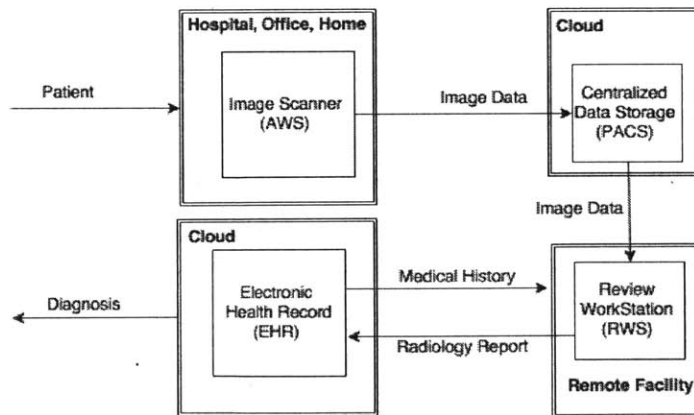 Hospital, Office, Home
Cloud
Patient
Image Scanner
(AWS)
Image Data
Centralized
Data Storage
(PACS)
Image Data
Cloud
Electronic
Health Record
(EHR)
Medical History
Review
WorkStation
(RWS)
Diagnosis
Radiology Report
Remote Facility